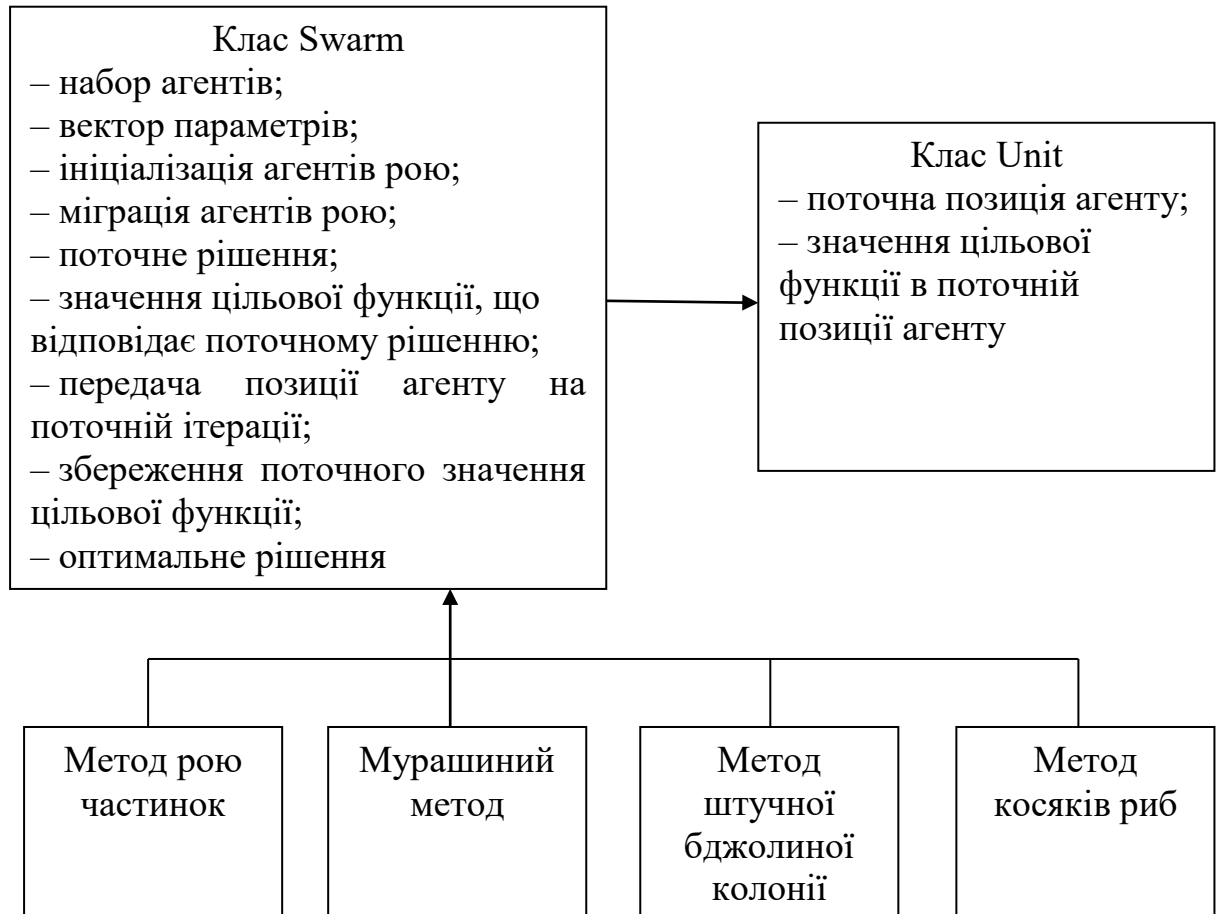 Клас Swarm
– набор агентів;
– вектор параметрів;
– ініціалізація агентів рою;
– міграція агентів рою;
– поточне рішення;
– значення цільової функції, що
відповідає поточному рішенню;
– передача позиції агенту на
поточній ітерації;
– збереження поточного значення
цільової функції;
– оптимальне рішення
Клас Unit
– поточна позиція агенту;
– значення цільової
функції в поточній
позиції агенту
Метод рою
частинок
Мурашиний
метод
Метод
штучної
бджолиної
колонії
Метод
косяків риб